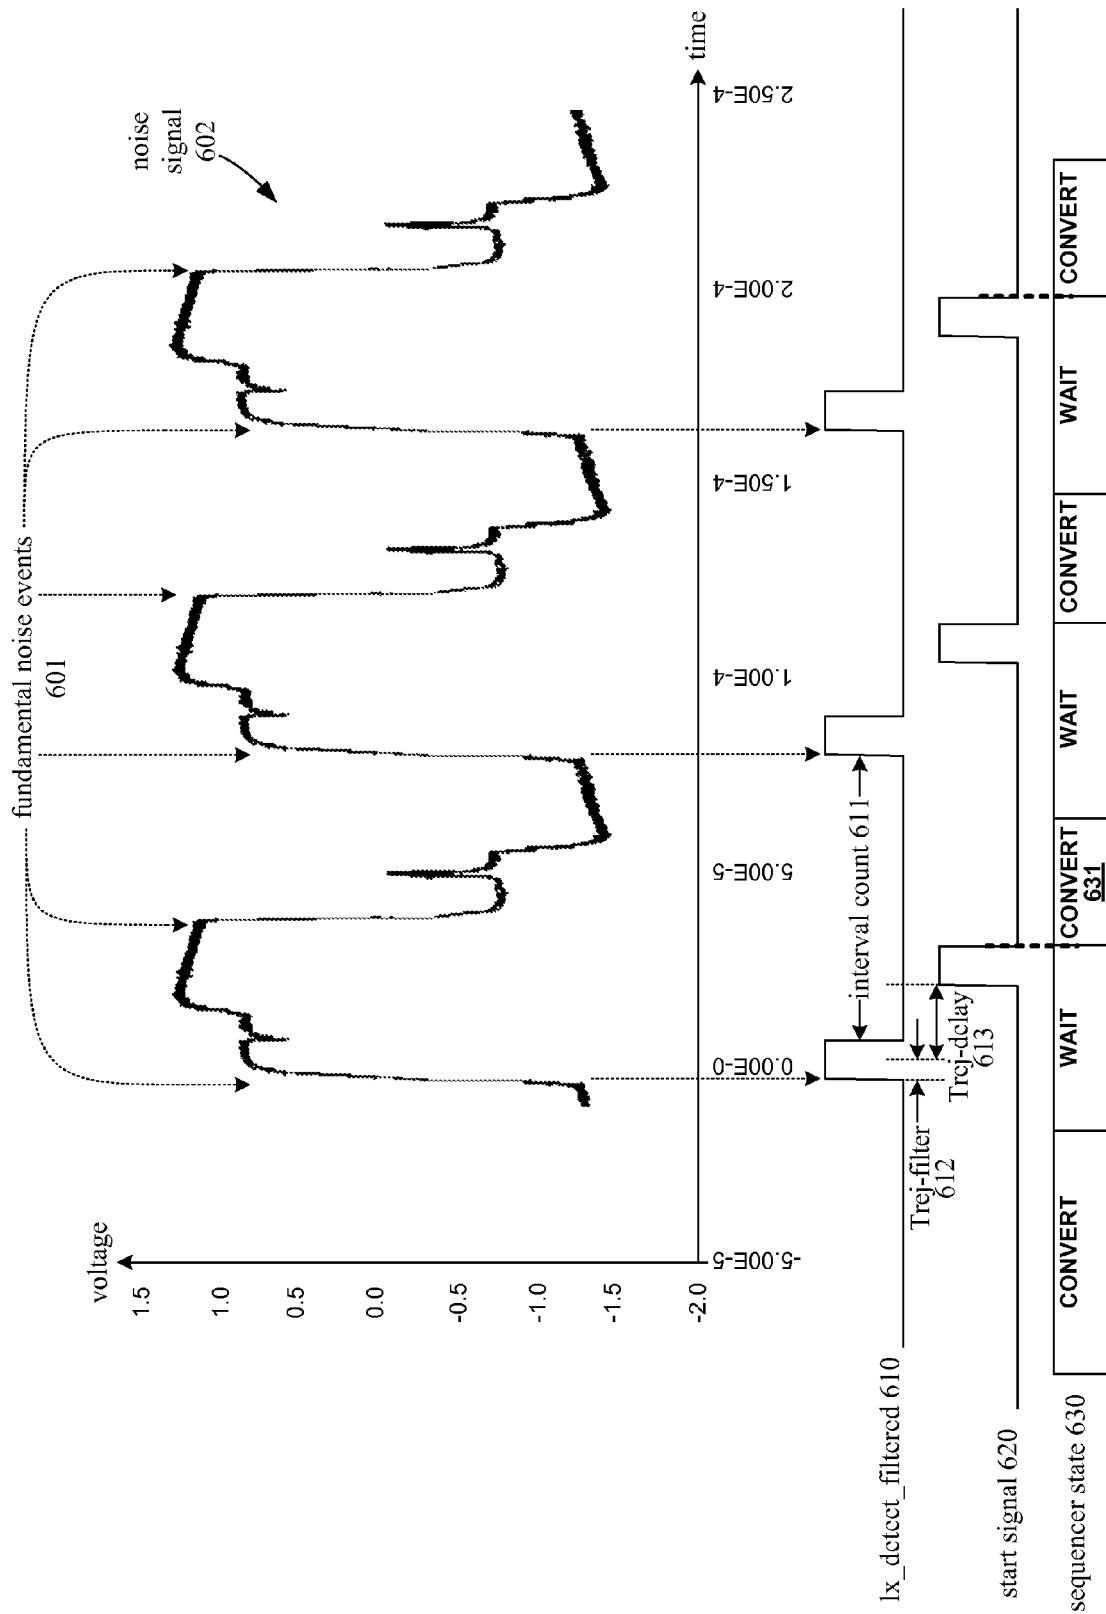 fundamental noise events
601
noise
signal
602
voltage
1.5
1.0
0.5
0.0
-0.5
-1.0
-1.5
-2.0
time
-5.00E-5
0.00E-0
5.00E-5
1.00E-4
1.50E-4
2.00E-4
2.50E-4
lx_detect_filtered 610
interval count 611
Trej-filter
612
Trej-delay
613
start signal 620
sequencer state 630
CONVERT
WAIT
CONVERT
631
WAIT
CONVERT
WAIT
CONVERT